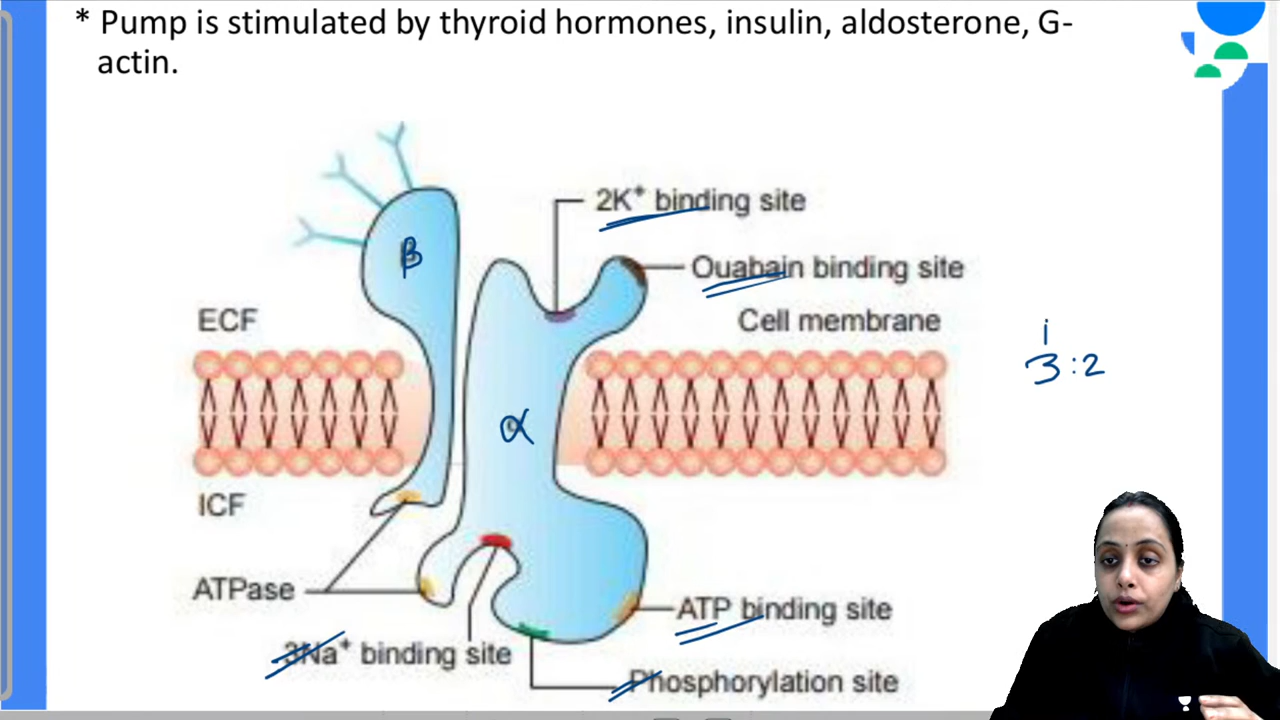 * Pump is stimulated by thyroid hormones, insulin, aldosterone, G-
actin.
2K⁺ binding site
β
Ouabain binding site
ECF
Cell membrane
3:2
α
ICF
ATPase
ATP binding site
3Na⁺ binding site
Phosphorylation site